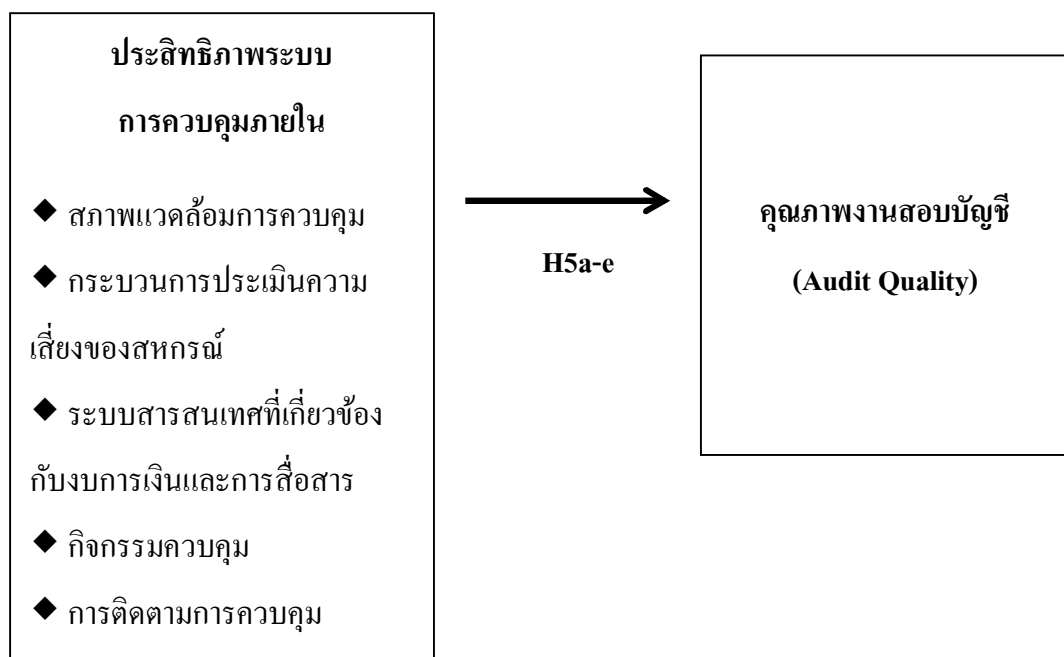 ประสิทธิภาพระบบ
การควบคุมภายใน
◆ สภาพแวดล้อมการควบคุม
◆ กระบวนการประเมินความ
เสี่ยงของสหกรณ์
◆ ระบบสารสนเทศที่เกี่ยวข้อง
กับงบการเงินและการสื่อสาร
◆ กิจกรรมควบคุม
◆ การติดตามการควบคุม
H5a-e
คุณภาพงานสอบบัญชี
(Audit Quality)